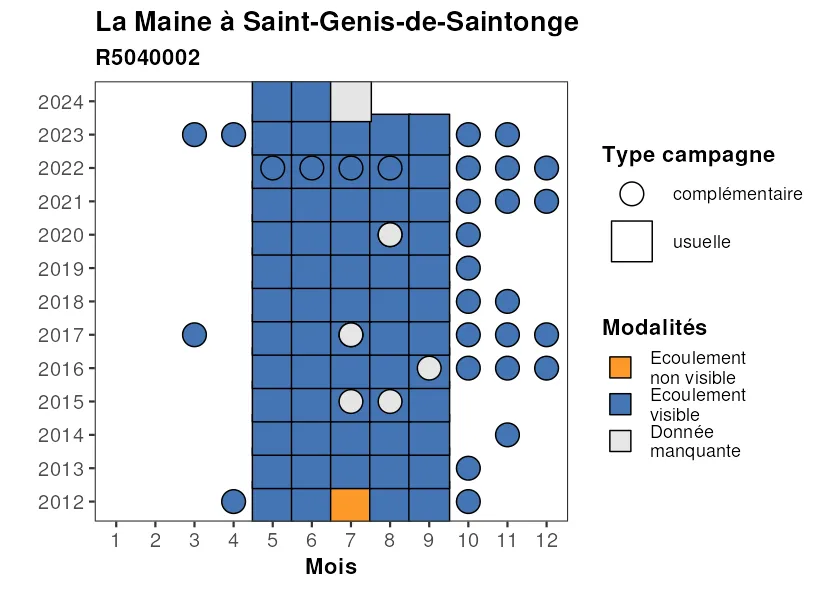 La Maine à Saint-Genis-de-Saintonge
R5040002
2024
2023
2022
2021
2020
2019
2018
2017
2016
2015
2014
2013
2012
1 2 3 4 5 6 7 8 9 10 11 12
Mois
Type campagne
complémentaire
usuelle
Modalités
Ecoulement
non visible
Ecoulement
visible
Donnée
manquante